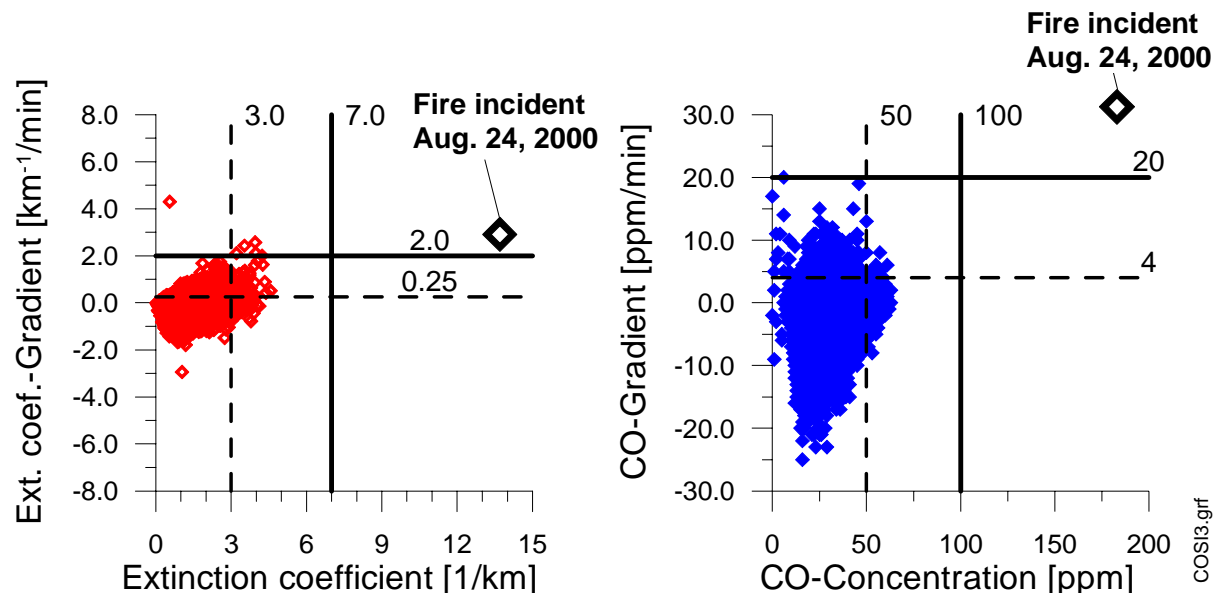 Fire incident
Aug. 24, 2000
8.0
6.0
4.0
2.0
0.0
-2.0
-4.0
-6.0
-8.0
Ext. coef.-Gradient [km⁻¹/min]
3.0
7.0
2.0
0.25
0 3 6 9 12 15
Extinction coefficient [1/km]
Fire incident
Aug. 24, 2000
30.0
20.0
10.0
0.0
-10.0
-20.0
-30.0
CO-Gradient [ppm/min]
50
100
20
4
0 50 100 150 200
CO-Concentration [ppm]
COSI3.grf